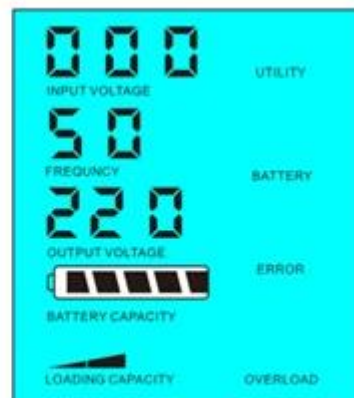 000
INPUT VOLTAGE
UTILITY
50
FREQUNCY
BATTERY
220
OUTPUT VOLTAGE
ERROR
BATTERY CAPACITY
LOADING CAPACITY
OVERLOAD